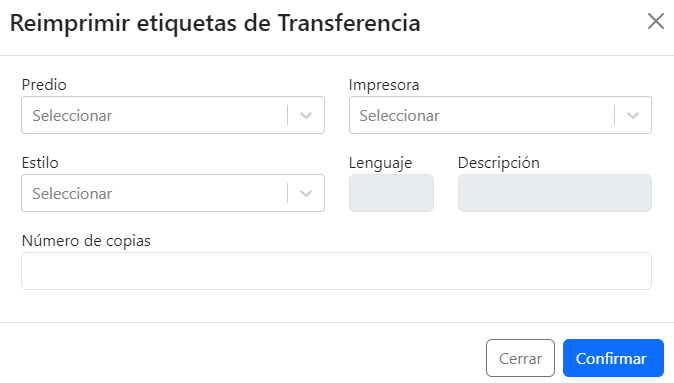 Reimprimir etiquetas de Transferencia
Predio Impresora
Seleccionar Seleccionar
Estilo Lenguaje Descripción
Seleccionar
Número de copias
Cerrar Confirmar